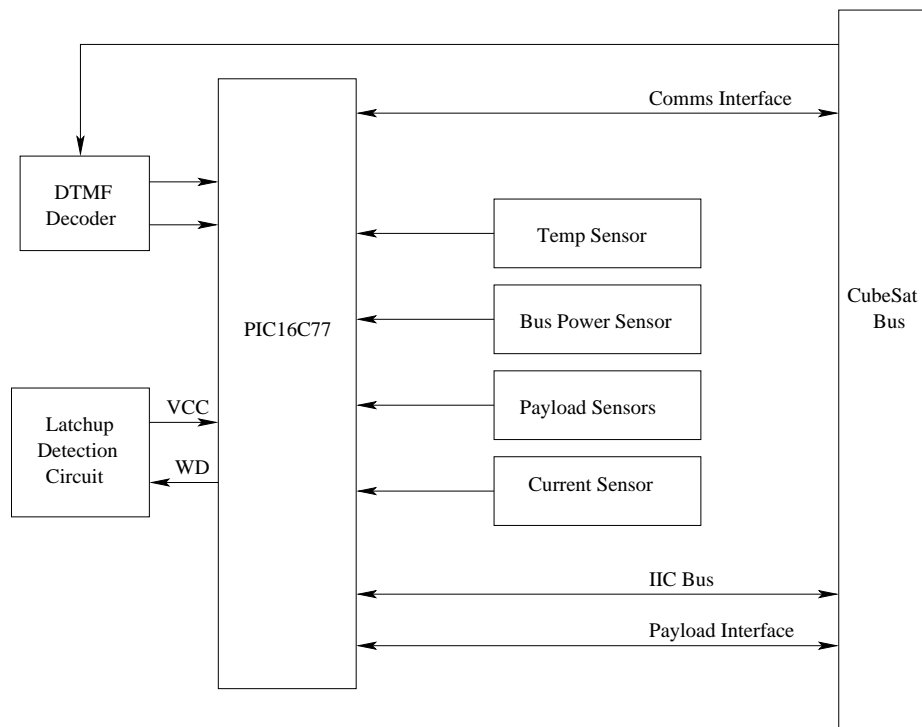 Comms Interface
DTMF
Decoder
Temp Sensor
CubeSat
Bus
Bus Power Sensor
PIC16C77
Payload Sensors
VCC
Latchup
Detection
Circuit
WD
Current Sensor
IIC Bus
Payload Interface